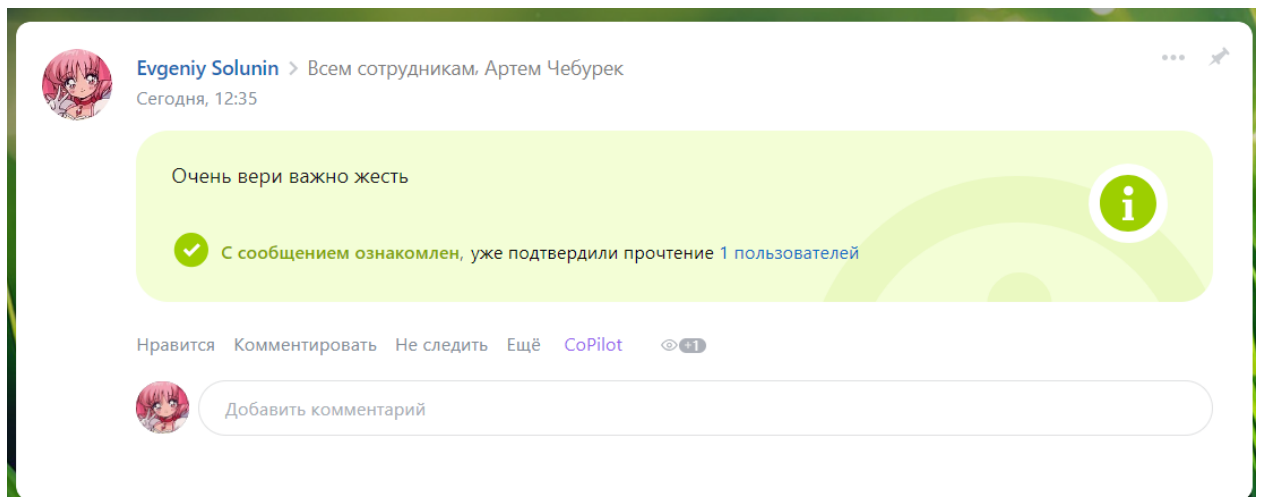 Evgeniy Solunin > Всем сотрудникам, Артем Чебурек
Сегодня, 12:35
Очень вери важно жесть
С сообщением ознакомлен, уже подтвердили прочтение 1 пользователей
Нравится Комментировать Не следить Ещё CoPilot +1
Добавить комментарий